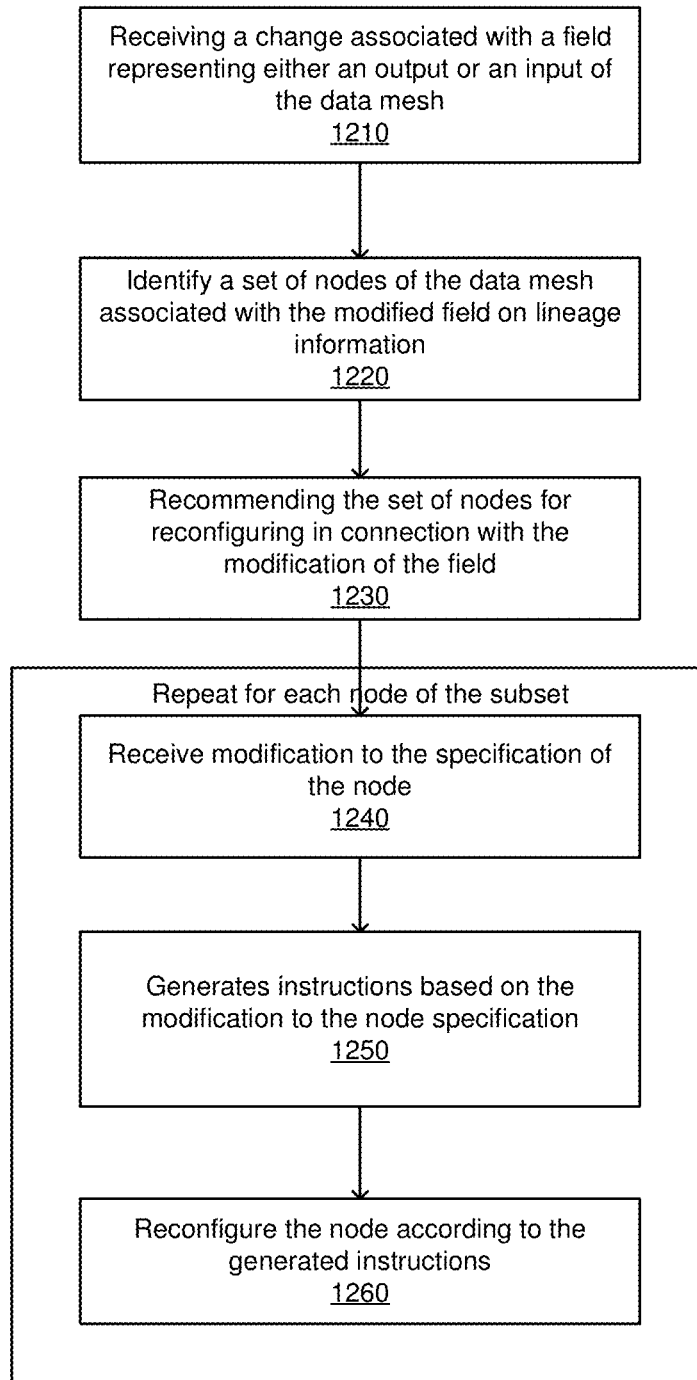 Receiving a change associated with a field
representing either an output or an input of
the data mesh
1210
Identify a set of nodes of the data mesh
associated with the modified field on lineage
information
1220
Recommending the set of nodes for
reconfiguring in connection with the
modification of the field
1230
Repeat for each node of the subset
Receive modification to the specification of
the node
1240
Generates instructions based on the
modification to the node specification
1250
Reconfigure the node according to the
generated instructions
1260